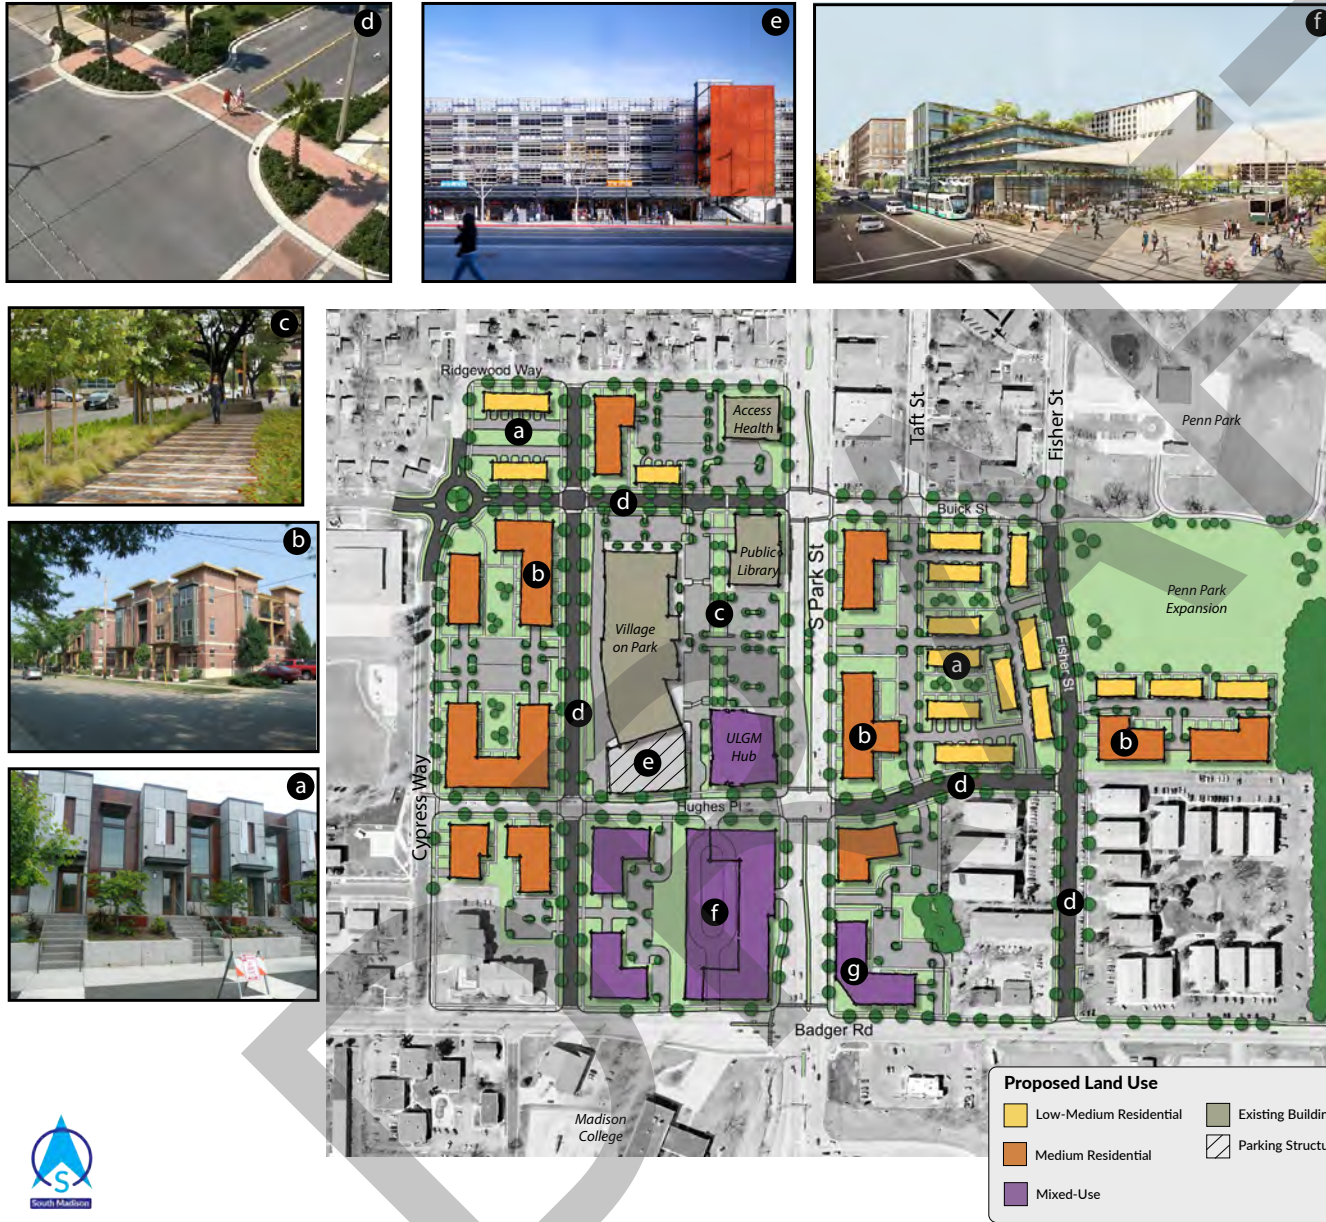 d
e
f
c
b
a
Ridgewood Way
Access
Health
a
d
Taft St
Fisher St
Penn Park
Buick St
Public
Library
S Park St
b
c
Village
on Park
Penn Park
Expansion
Fisher St
a
d
b
b
ULGM
Hub
e
d
Cypress Way
Hughes Pl
f
d
g
Badger Rd
Madison
College
S
South Madison
Proposed Land Use
Low-Medium Residential
Medium Residential
Mixed-Use
Existing Buildin
Parking Structu